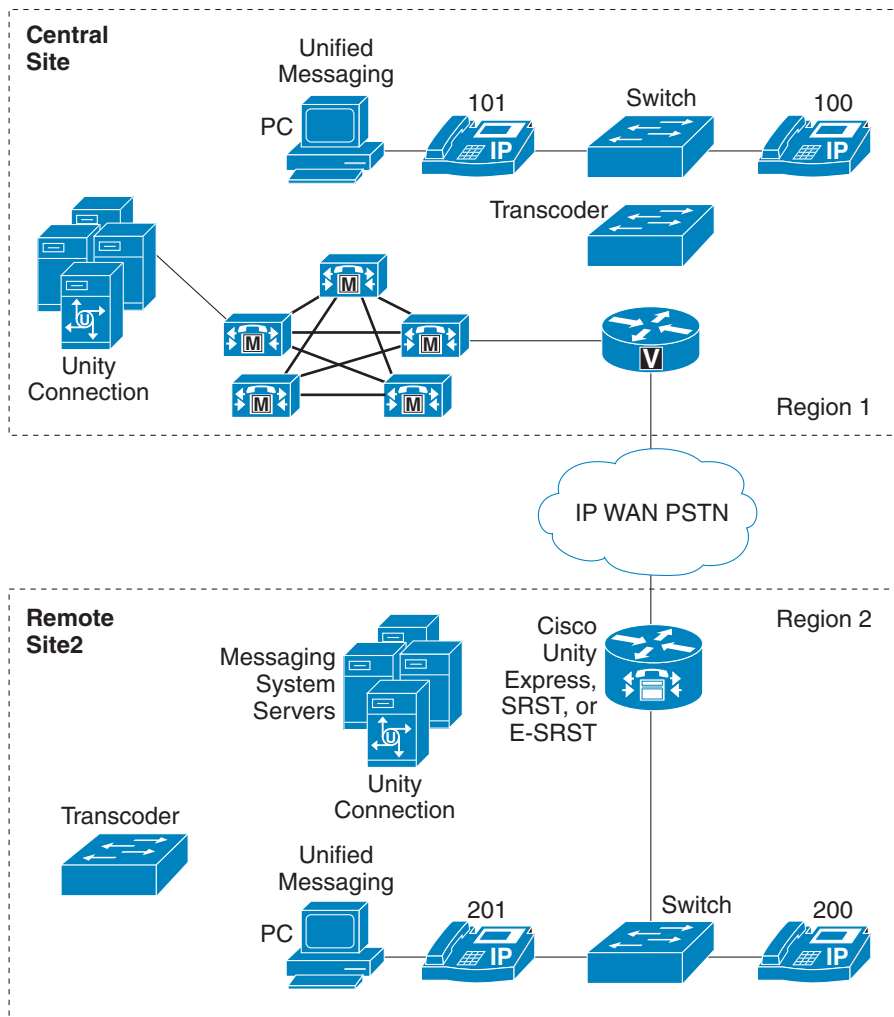 Central
Site
Unified
Messaging
PC
101
IP
Switch
100
IP
Transcoder
M
M
M
M
M
U
Unity
Connection
V
Region 1
IP WAN PSTN
Remote
Site2
Region 2
Messaging
System
Servers
U
Unity
Connection
Cisco
Unity
Express,
SRST, or
E-SRST
Transcoder
Unified
Messaging
PC
201
IP
Switch
200
IP